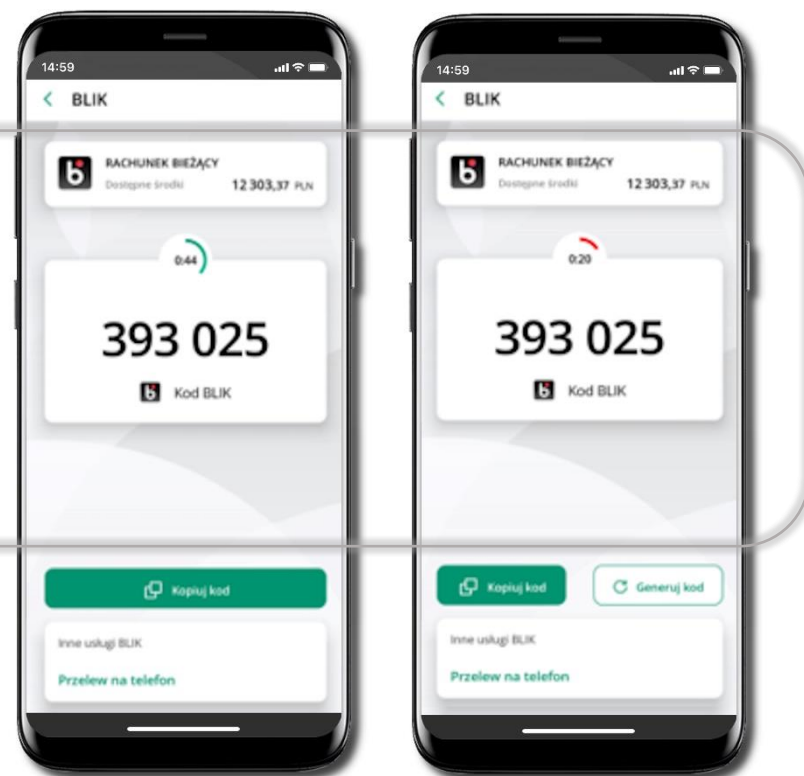 14:59
BLIK
RACHUNEK BIEŻĄCY
Dostępne środki 12 303,37 PLN
0:44
393 025
Kod BLIK
Kopiuj kod
Inne usługi BLIK
Przelew na telefon
14:59
BLIK
RACHUNEK BIEŻĄCY
Dostępne środki 12 303,37 PLN
0:20
393 025
Kod BLIK
Kopiuj kod Generuj kod
Inne usługi BLIK
Przelew na telefon